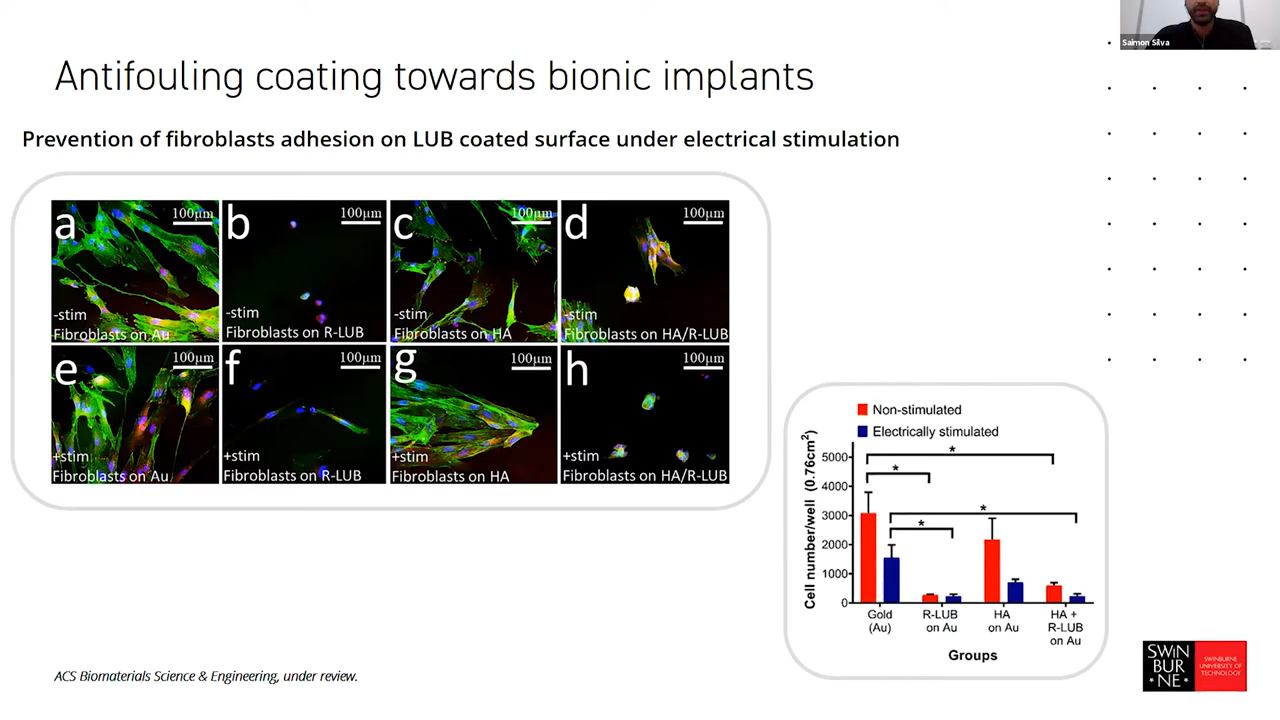 Saimon Silva
Antifouling coating towards bionic implants
Prevention of fibroblasts adhesion on LUB coated surface under electrical stimulation
a
100µm
-stim
Fibroblasts on Au
b
100µm
-stim
Fibroblasts on R-LUB
c
100µm
-stim
Fibroblasts on HA
d
100µm
-stim
Fibroblasts on HA/R-LUB
e
100µm
+stim
Fibroblasts on Au
f
100µm
+stim
Fibroblasts on R-LUB
g
100µm
+stim
Fibroblasts on HA
h
100µm
+stim
Fibroblasts on HA/R-LUB
Non-stimulated
Electrically stimulated
Cell number/well (0.76cm²)
5000
4000
3000
2000
1000
0
*
*
*
*
Gold
(Au)
R-LUB
on Au
HA
on Au
HA +
R-LUB
on Au
Groups
ACS Biomaterials Science & Engineering, under review.
SWIN
BUR
*NE*
SWINBURNE
UNIVERSITY OF
TECHNOLOGY